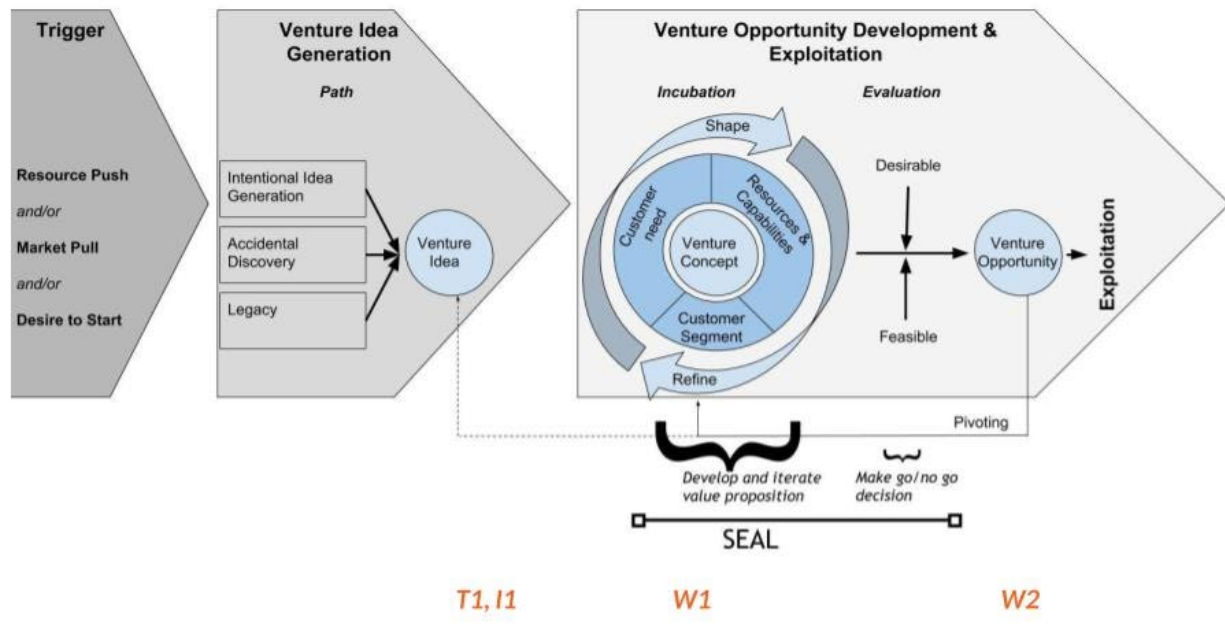 Trigger
Resource Push
and/or
Market Pull
and/or
Desire to Start
Venture Idea
Generation
Path
Intentional Idea
Generation
Accidental
Discovery
Legacy
Venture
Idea
Venture Opportunity Development &
Exploitation
Incubation
Evaluation
Shape
Customer
need
Resources &
Capabilities
Venture
Concept
Customer
Segment
Refine
Desirable
Feasible
Venture
Opportunity
Exploitation
Pivoting
Develop and iterate
value proposition
Make go/no go
decision
SEAL
T1, I1
W1
W2